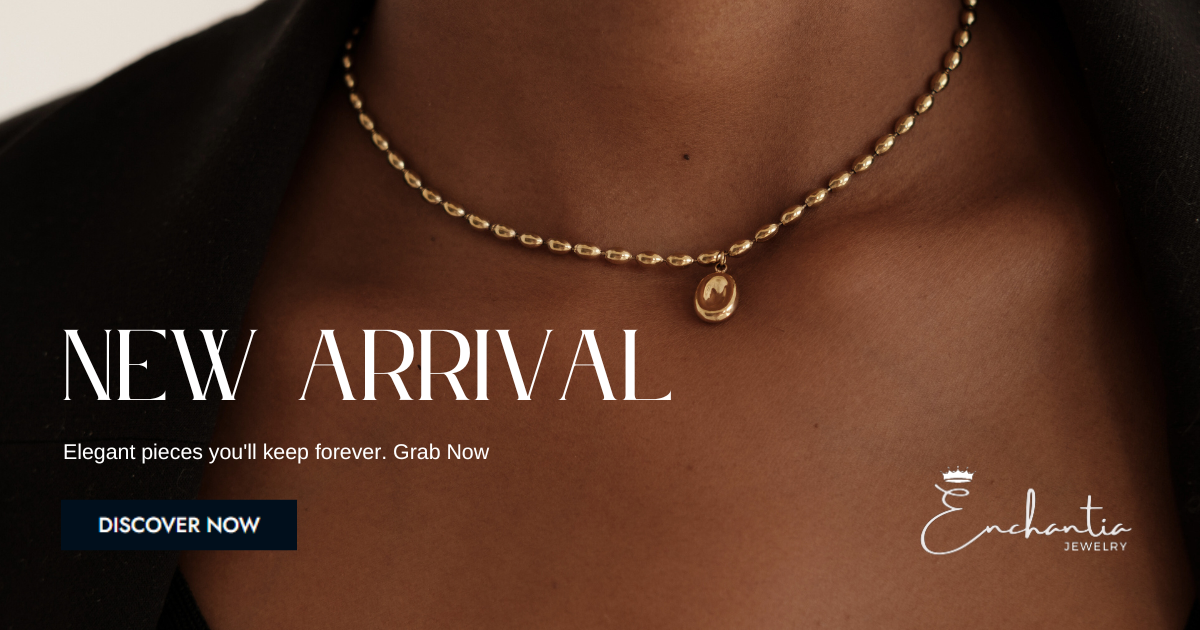 NEW ARRIVAL
Elegant pieces you'll keep forever. Grab Now
DISCOVER NOW
Enchantia
JEWELRY